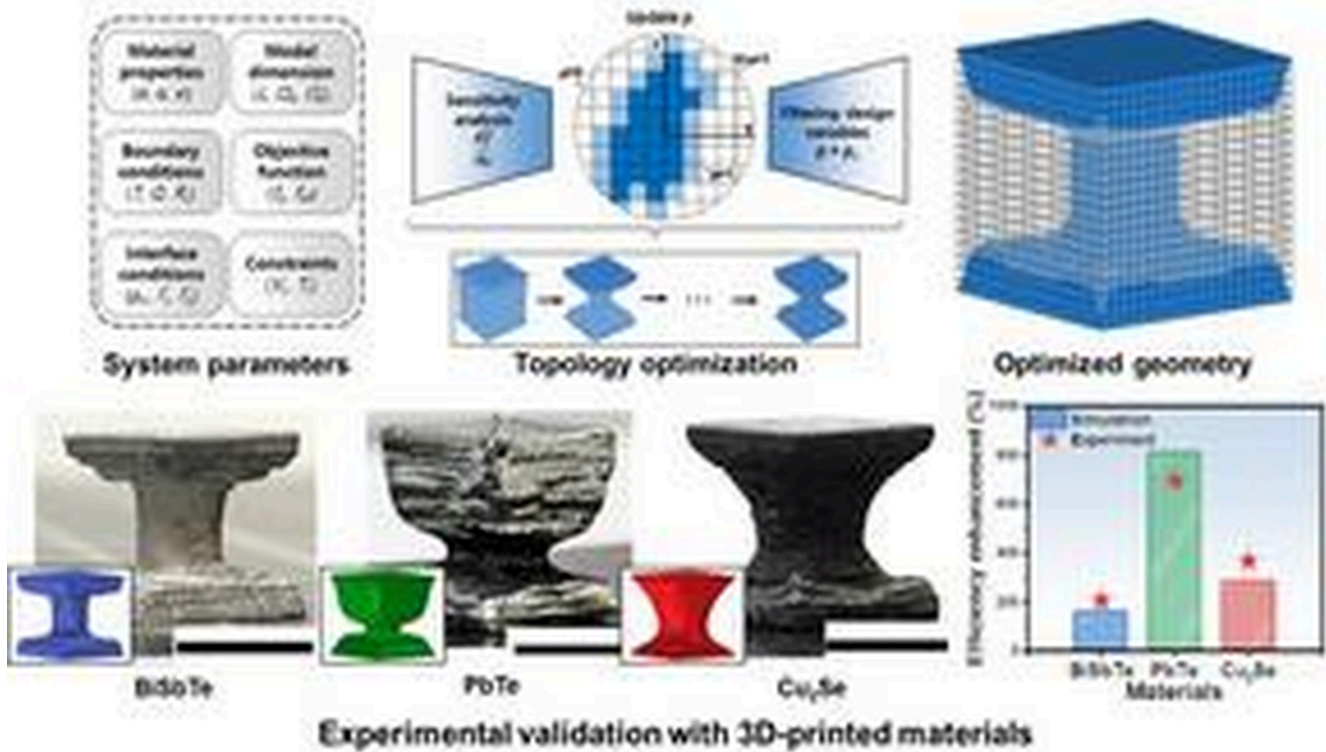 Material
properties
Model
dimension
Boundary
conditions
Objective
function
Interface
conditions
Constraints
System parameters
Update ρ
Sensitivity
analysis
Filtering design
variables
Topology optimization
Optimized geometry
BiSbTe
PbTe
Cu₂Se
Efficiency enhancement (%)
Simulation
Experiment
BiSbTe PbTe Cu₂Se
Materials
Experimental validation with 3D-printed materials